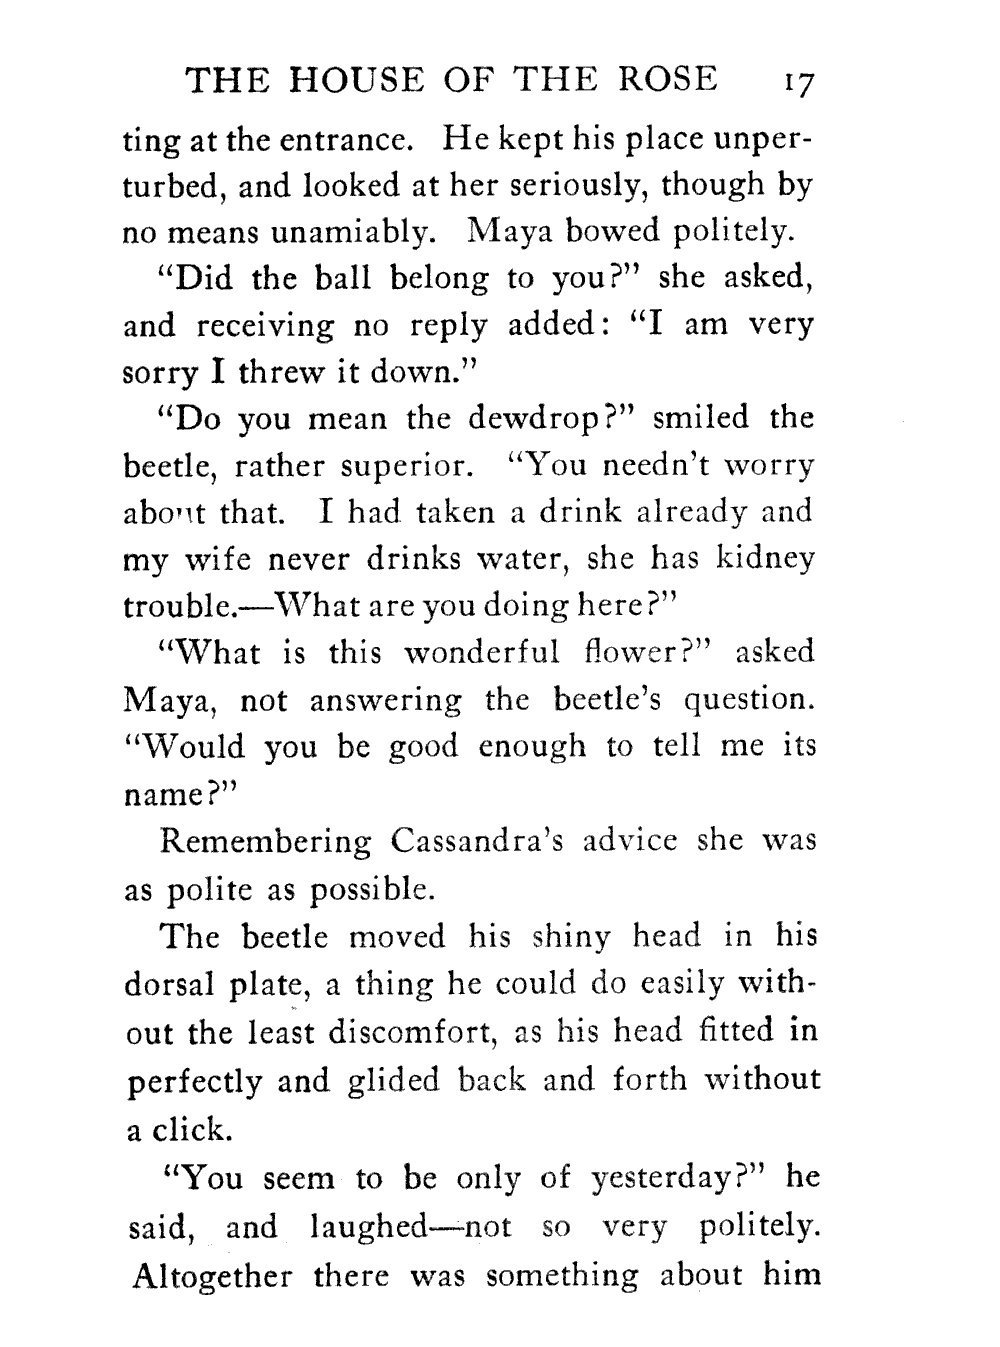 THE HOUSE OF THE ROSE 17
ting at the entrance. He kept his place unper-
turbed, and looked at her seriously, though by
no means unamiably. Maya bowed politely.
“Did the ball belong to you?” she asked,
and receiving no reply added: “I am very
sorry I threw it down.”
“Do you mean the dewdrop?” smiled the
beetle, rather superior. “You needn’t worry
about that. I had taken a drink already and
my wife never drinks water, she has kidney
trouble.—What are you doing here?”
“What is this wonderful flower?” asked
Maya, not answering the beetle’s question.
“Would you be good enough to tell me its
name?”
Remembering Cassandra’s advice she was
as polite as possible.
The beetle moved his shiny head in his
dorsal plate, a thing he could do easily with-
out the least discomfort, as his head fitted in
perfectly and glided back and forth without
a click.
“You seem to be only of yesterday?” he
said, and laughed—not so very politely.
Altogether there was something about him